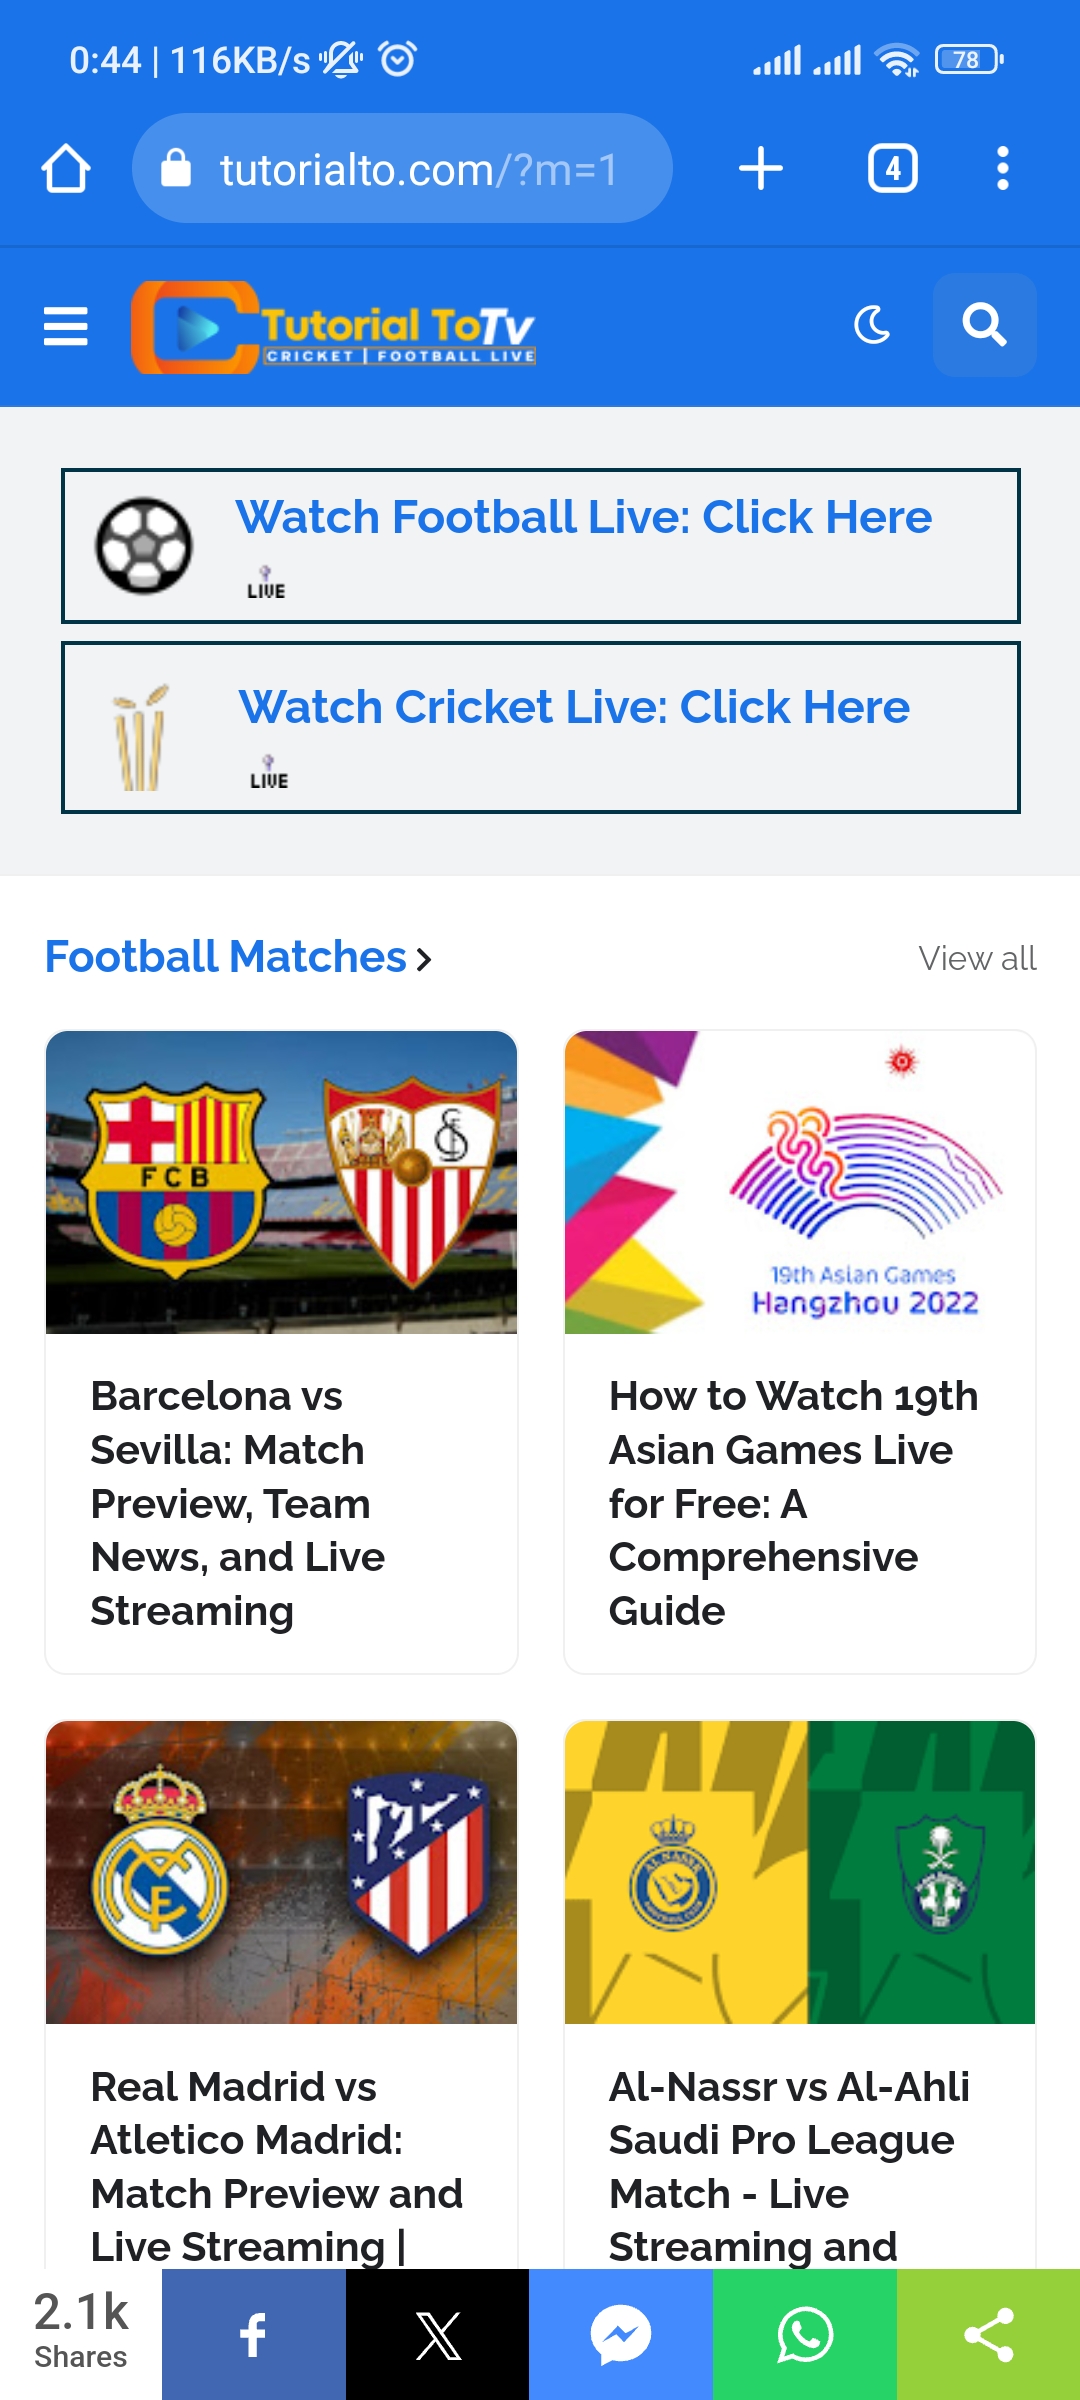 0:44 | 116KB/s
78
tutorialto.com/?m=1
4
Tutorial ToTv
CRICKET | FOOTBALL LIVE
Watch Football Live: Click Here
LIVE
Watch Cricket Live: Click Here
LIVE
Football Matches
View all
FCB
19th Asian Games
Hangzhou 2022
Barcelona vs
Sevilla: Match
Preview, Team
News, and Live
Streaming
How to Watch 19th
Asian Games Live
for Free: A
Comprehensive
Guide
AL NASSR
Real Madrid vs
Atletico Madrid:
Match Preview and
Live Streaming |
Al-Nassr vs Al-Ahli
Saudi Pro League
Match - Live
Streaming and
2.1k
Shares